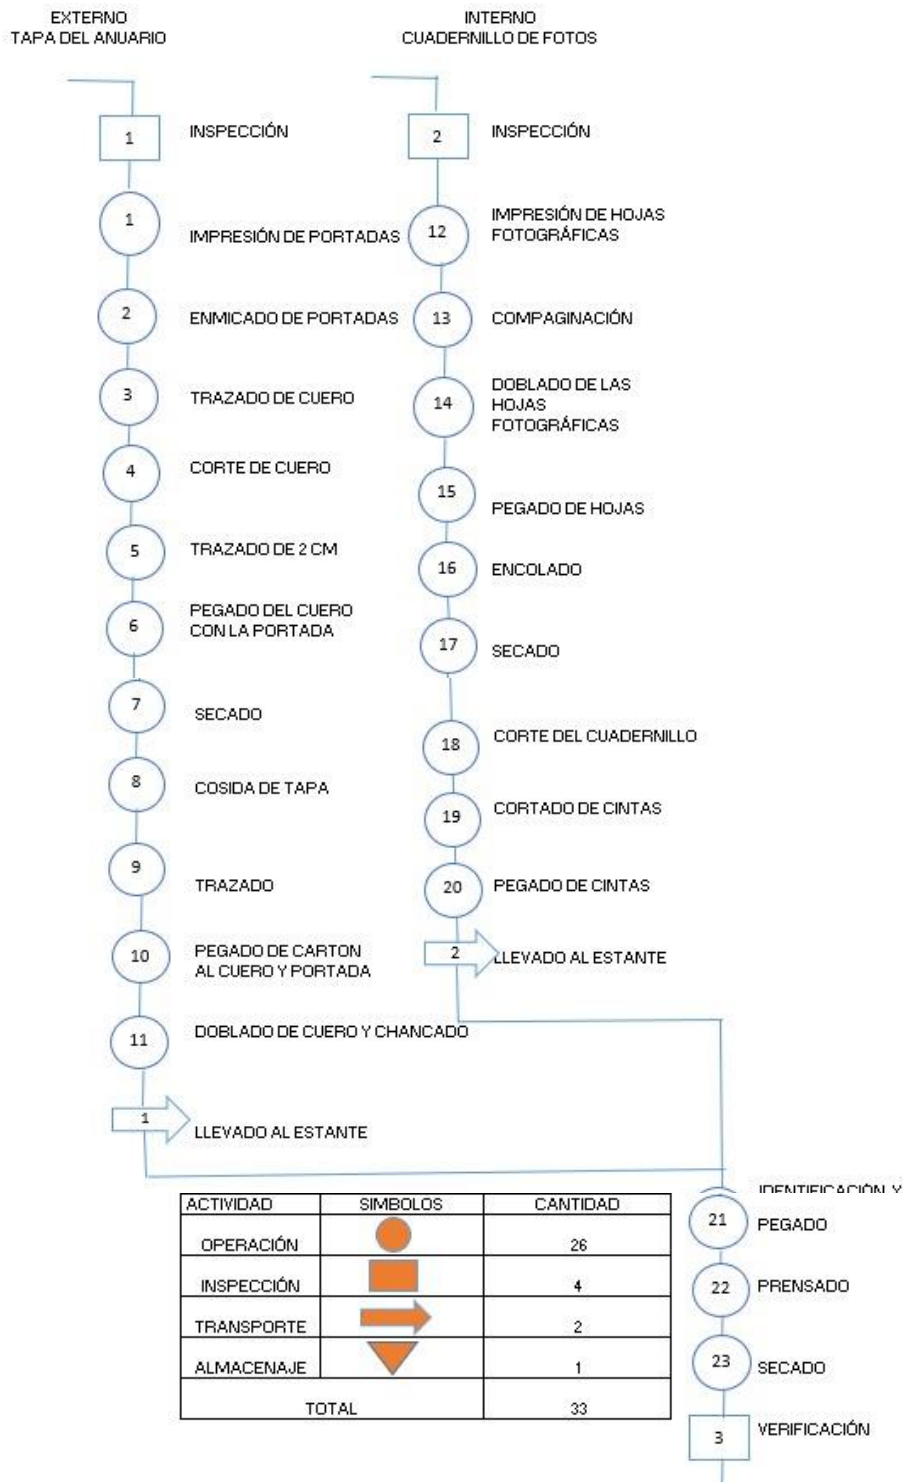 EXTERNO
TAPA DEL ANUARIO
1
INSPECCIÓN
1
IMPRESIÓN DE PORTADAS
2
ENMICADO DE PORTADAS
3
TRAZADO DE CUERO
4
CORTE DE CUERO
5
TRAZADO DE 2 CM
6
PEGADO DEL CUERO
CON LA PORTADA
7
SECADO
8
COSIDA DE TAPA
9
TRAZADO
10
PEGADO DE CARTON
AL CUERO Y PORTADA
11
DOBLADO DE CUERO Y CHANCADO
1
LLEVADO AL ESTANTE
INTERNO
CUADERNILLO DE FOTOS
2
INSPECCIÓN
12
IMPRESIÓN DE HOJAS
FOTOGRÁFICAS
13
COMPAGINACIÓN
14
DOBLADO DE LAS
HOJAS
FOTOGRÁFICAS
15
PEGADO DE HOJAS
16
ENCOLADO
17
SECADO
18
CORTE DEL CUADERNILLO
19
CORTADO DE CINTAS
20
PEGADO DE CINTAS
2
LLEVADO AL ESTANTE
IDENTIFICACIÓN Y
21
PEGADO
22
PRENSADO
23
SECADO
3
VERIFICACIÓN
ACTIVIDAD SIMBOLOS CANTIDAD
OPERACIÓN 26
INSPECCIÓN 4
TRANSPORTE 2
ALMACENAJE 1
TOTAL 33